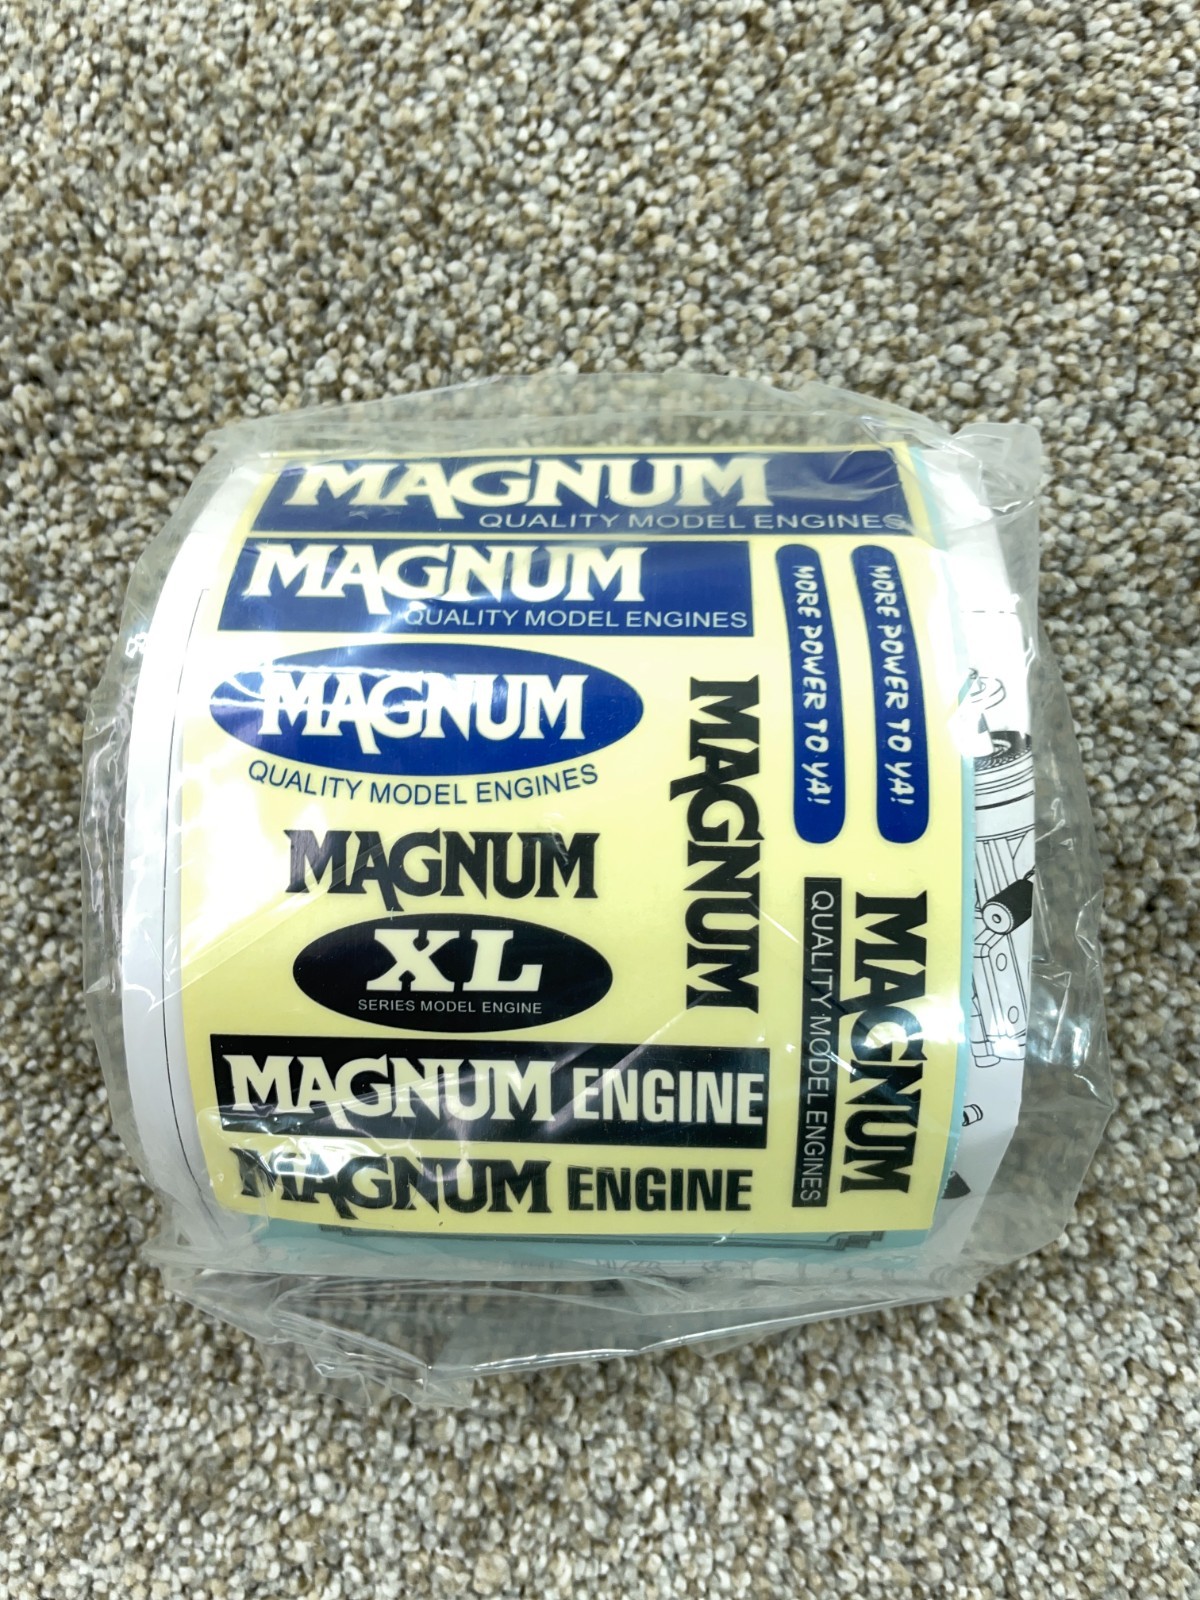 MAGNUM
QUALITY MODEL ENGINES
MAGNUM
QUALITY MODEL ENGINES
MAGNUM
QUALITY MODEL ENGINES
MAGNUM
XL
SERIES MODEL ENGINE
MAGNUM ENGINE
MAGNUM ENGINE
MAGNUM
MORE POWER TO YA!
MORE POWER TO YA!
MAGNUM
QUALITY MODEL ENGINES